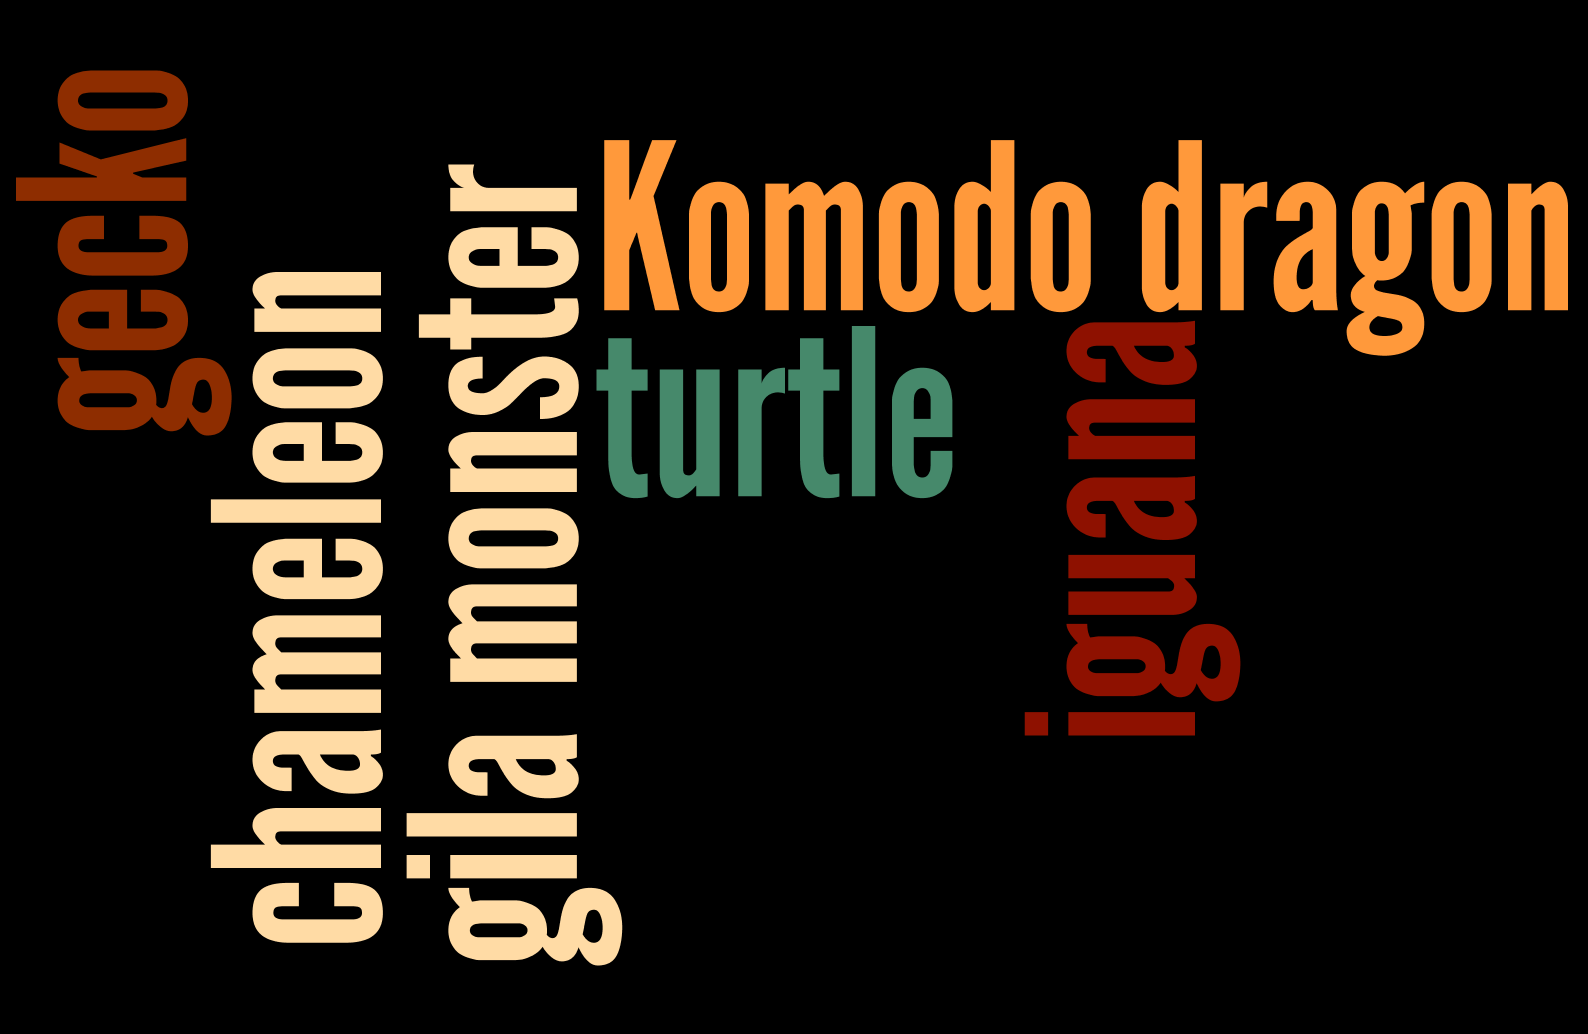 gecko
chameleon
gila monster
Komodo dragon
turtle
iguana